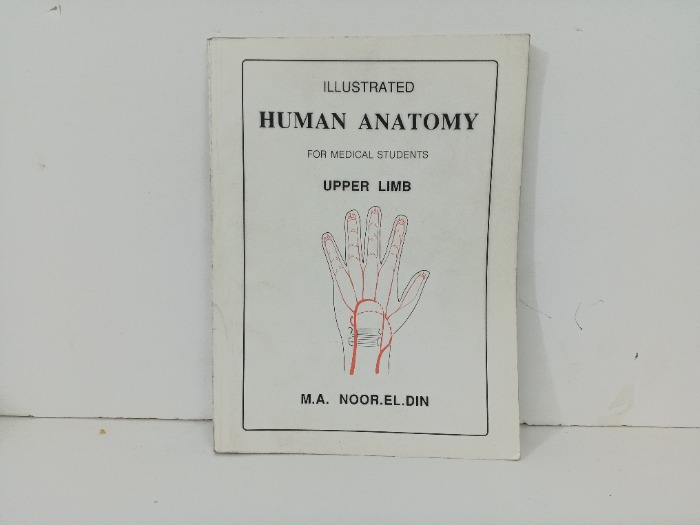 ILLUSTRATED
HUMAN ANATOMY
FOR MEDICAL STUDENTS
UPPER LIMB
M.A. NOOR.EL.DIN